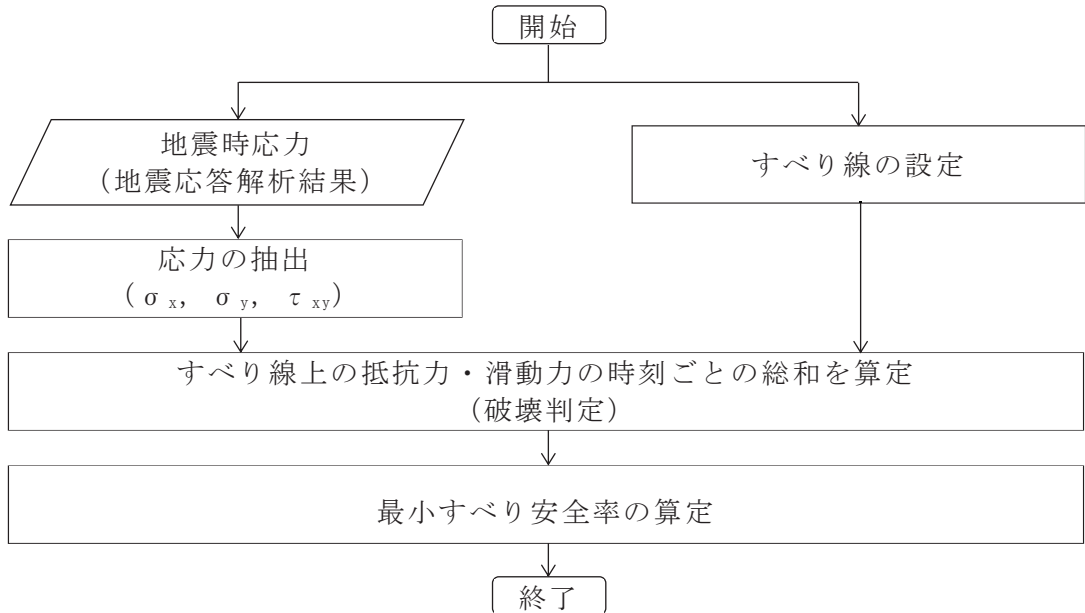 開始
地震時応力
(地震応答解析結果)
すべり線の設定
応力の抽出
(σx, σy, τxy)
すべり線上の抵抗力・滑動力の時刻ごとの総和を算定
(破壊判定)
最小すべり安全率の算定
終了